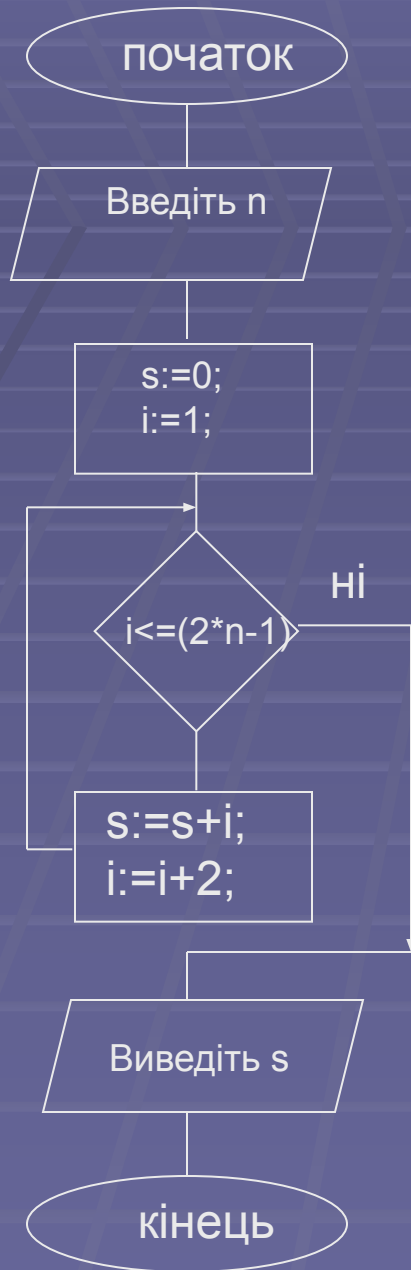 початок
Введіть n
s:=0;
i:=1;
ні
i<=(2*n-1)
s:=s+i;
i:=i+2;
Виведіть s
кінець